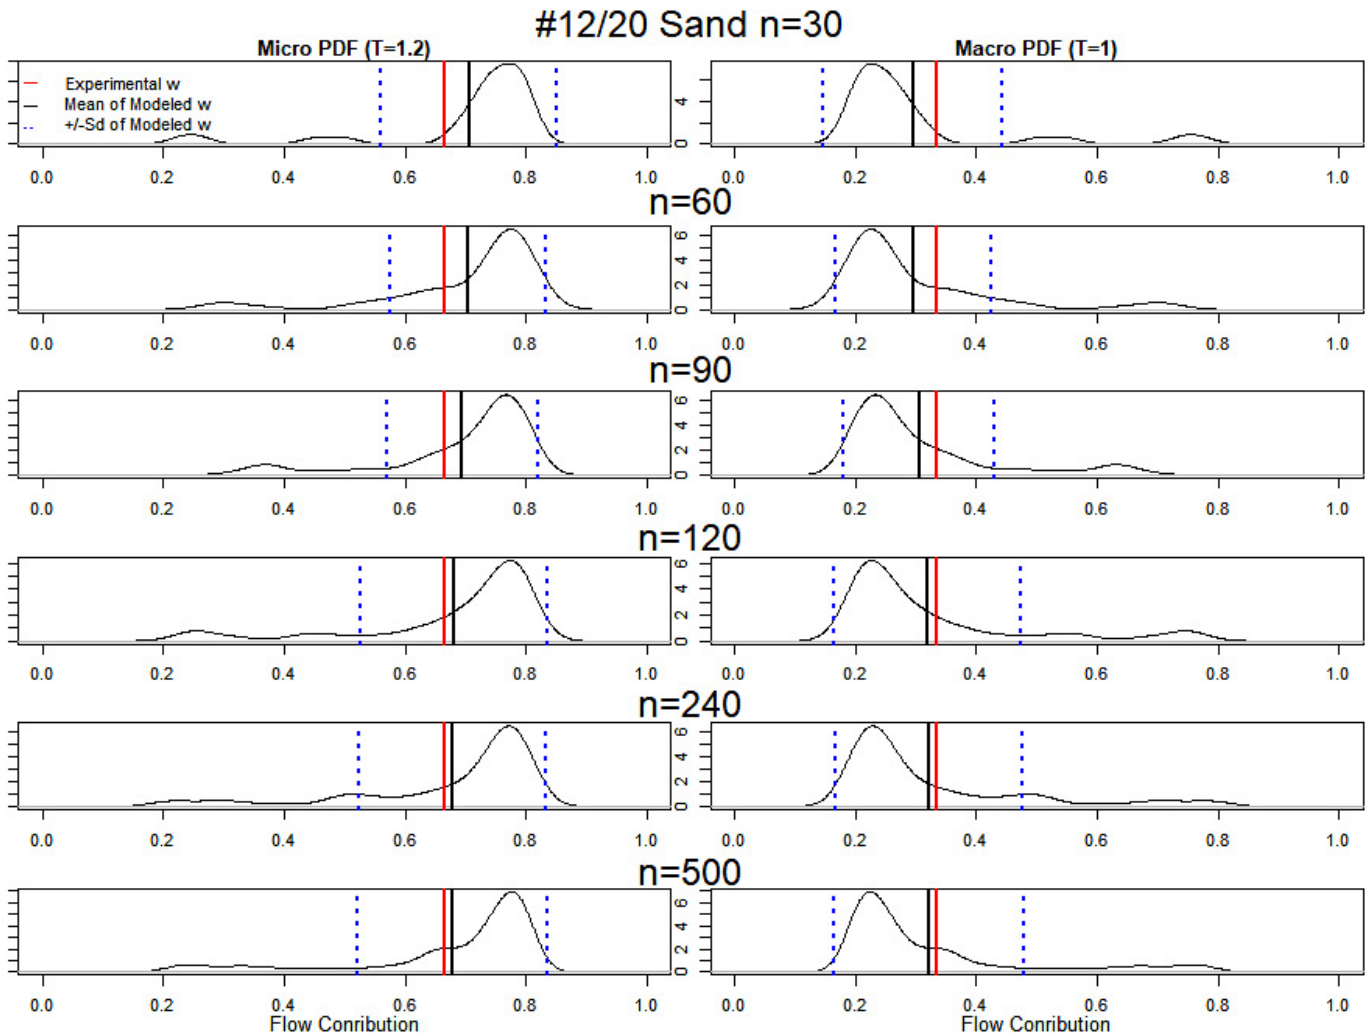 #12/20 Sand n=30
Micro PDF (T=1.2)
Macro PDF (T=1)
Experimental w
Mean of Modeled w
+/-Sd of Modeled w
0 4
0.0 0.2 0.4 0.6 0.8 1.0
0.0 0.2 0.4 0.6 0.8 1.0
n=60
0 2 4 6
0.0 0.2 0.4 0.6 0.8 1.0
0.0 0.2 0.4 0.6 0.8 1.0
n=90
0 2 4 6
0.0 0.2 0.4 0.6 0.8 1.0
0.0 0.2 0.4 0.6 0.8 1.0
n=120
0 2 4 6
0.0 0.2 0.4 0.6 0.8 1.0
0.0 0.2 0.4 0.6 0.8 1.0
n=240
0 2 4 6
0.0 0.2 0.4 0.6 0.8 1.0
0.0 0.2 0.4 0.6 0.8 1.0
n=500
0 2 4 6
0.0 0.2 0.4 0.6 0.8 1.0
0.0 0.2 0.4 0.6 0.8 1.0
Flow Conribution
Flow Conribution